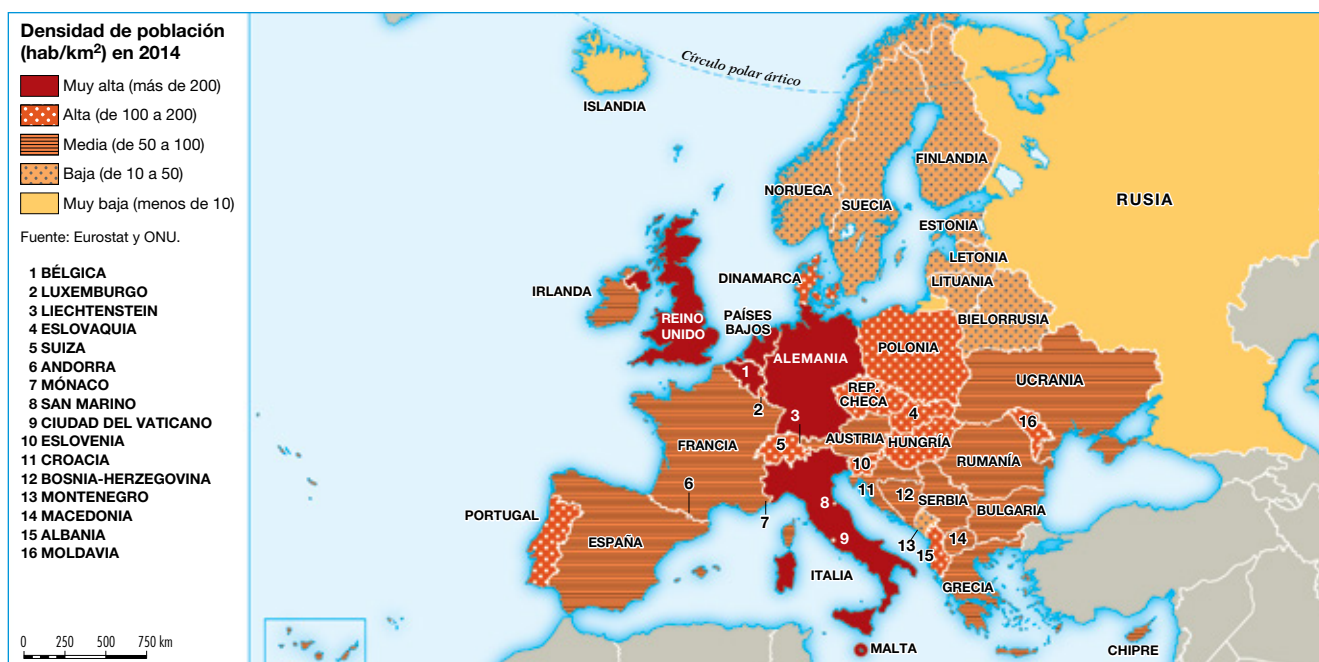 Densidad de población
(hab/km²) en 2014
Muy alta (más de 200)
Alta (de 100 a 200)
Media (de 50 a 100)
Baja (de 10 a 50)
Muy baja (menos de 10)
Fuente: Eurostat y ONU.
1 BÉLGICA
2 LUXEMBURGO
3 LIECHTENSTEIN
4 ESLOVAQUIA
5 SUIZA
6 ANDORRA
7 MÓNACO
8 SAN MARINO
9 CIUDAD DEL VATICANO
10 ESLOVENIA
11 CROACIA
12 BOSNIA-HERZEGOVINA
13 MONTENEGRO
14 MACEDONIA
15 ALBANIA
16 MOLDAVIA
0 250 500 750 km
Círculo polar ártico
ISLANDIA
FINLANDIA
NORUEGA
SUECIA
RUSIA
ESTONIA
LETONIA
DINAMARCA
LITUANIA
IRLANDA
BIELORRUSIA
REINO
UNIDO
PAÍSES
BAJOS
POLONIA
ALEMANIA
1
UCRANIA
REP.
CHECA
2
3
4
16
FRANCIA
5
AUSTRIA
HUNGRÍA
10
RUMANÍA
6
11
12
SERBIA
8
BULGARIA
PORTUGAL
7
ESPAÑA
9
13
14
15
ITALIA
GRECIA
MALTA
CHIPRE